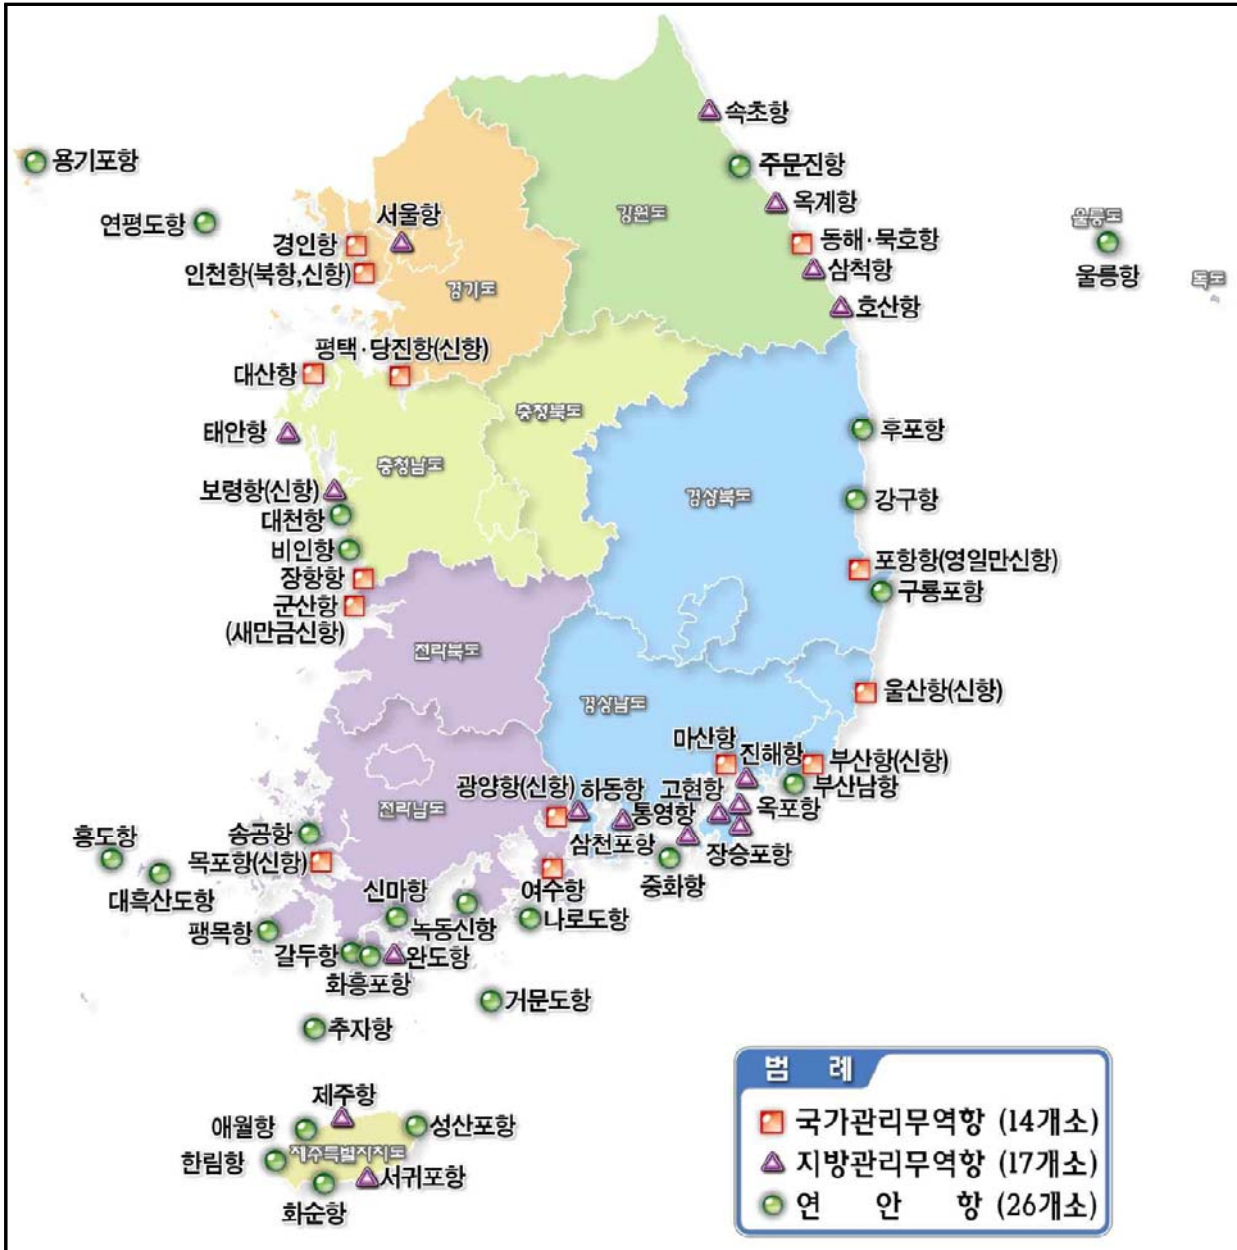 속초항
용기포항
주문진항
연평도항
서울항
강원도
옥계항
울릉도
경인항
동해·묵호항
인천항(북항,신항)
삼척항
울릉항
독도
경기도
호산항
평택·당진항(신항)
대산항
충청북도
태안항
후포항
충청남도
보령항(신항)
경상북도
강구항
대천항
비인항
포항항(영일만신항)
장항항
구룡포항
군산항
(새만금신항)
전라북도
울산항(신항)
경상남도
마산항
진해항
부산항(신항)
광양항(신항)
하동항
고현항
부산남항
전라남도
통영항
옥포항
송공항
삼천포항
장승포항
홍도항
목포항(신항)
중화항
대흑산도항
신마항
여수항
팽목항
녹동신항
나로도항
갈두항
완도항
화흥포항
거문도항
추자항
범 례
제주항
애월항
성산포항
국가관리무역항 (14개소)
제주특별자치도
한림항
지방관리무역항 (17개소)
서귀포항
연 안 항 (26개소)
화순항